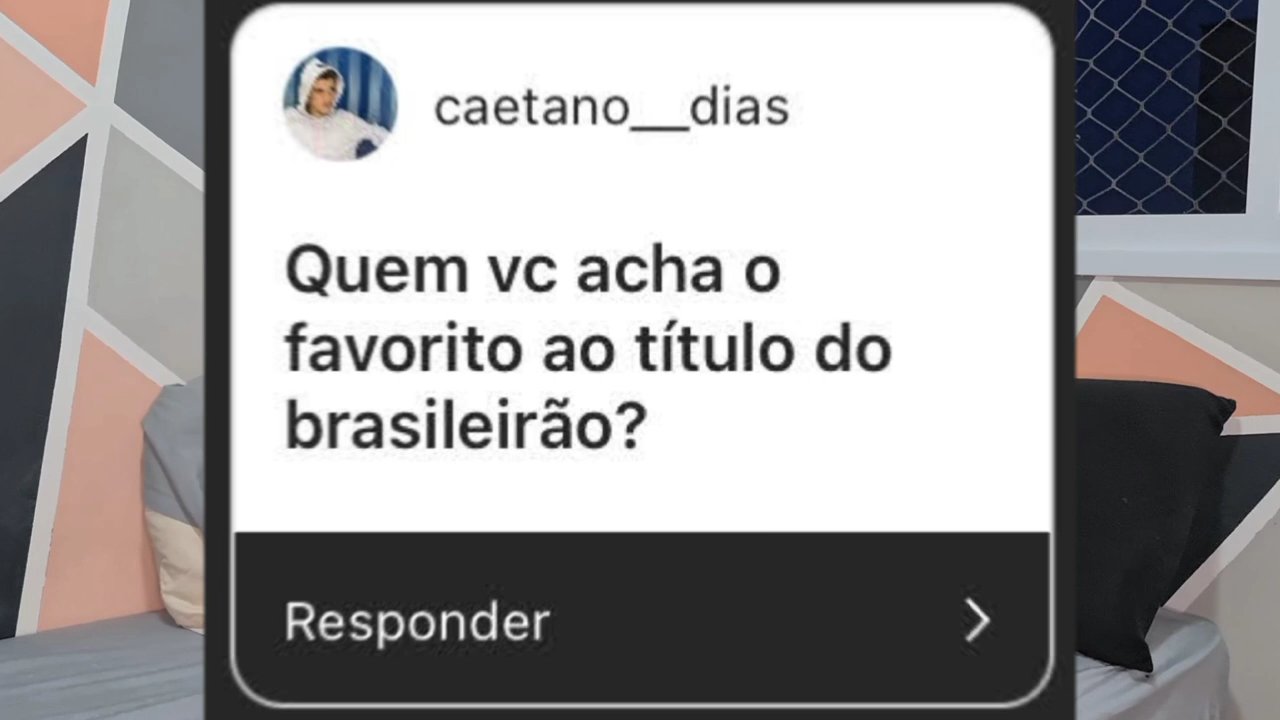 caetano__dias
Quem vc acha o
favorito ao título do
brasileirão?
Responder